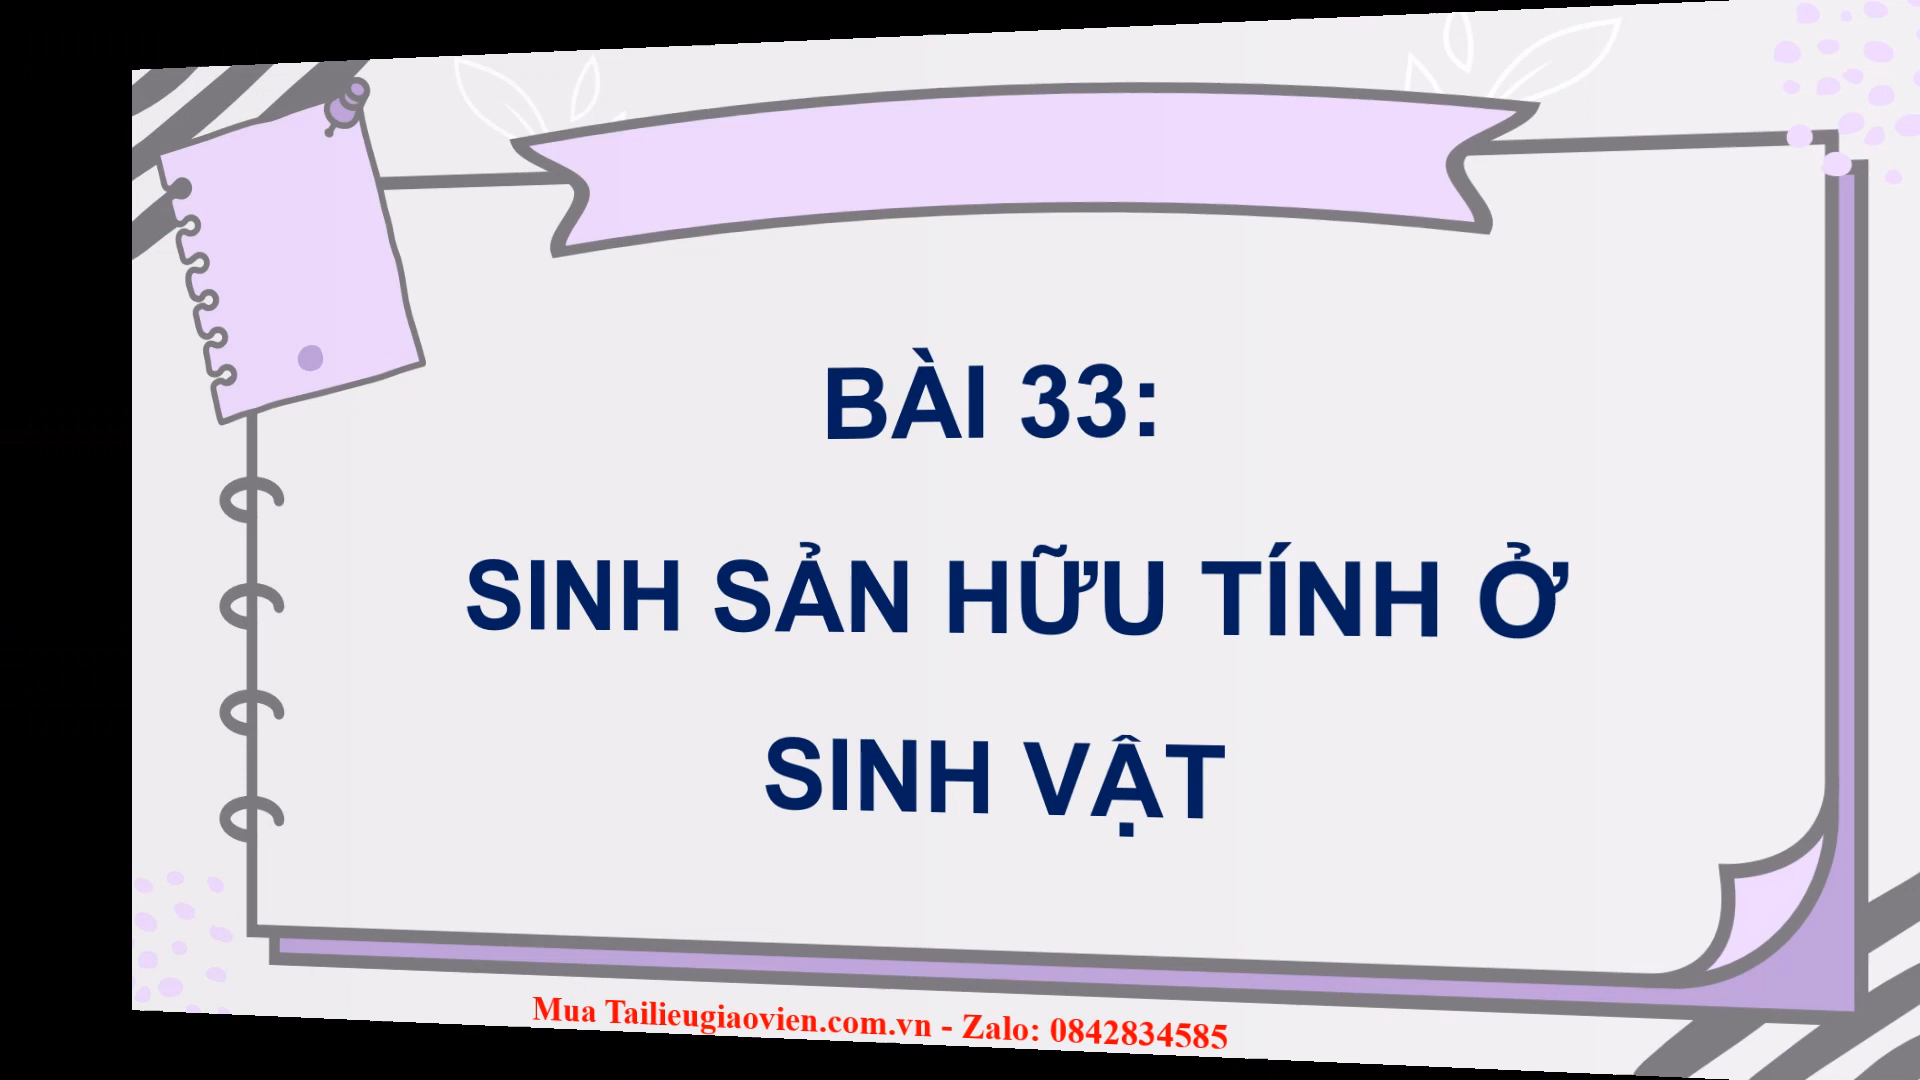 BÀI 33:
SINH SẢN HỮU TÍNH Ở
SINH VẬT
Mua Tailieugiaovien.com.vn - Zalo: 0842834585